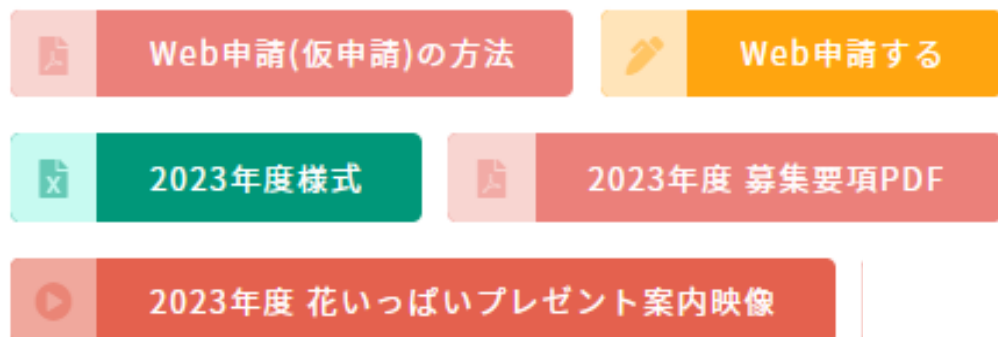 Web申請(仮申請)の方法
Web申請する
2023年度様式
2023年度 募集要項PDF
2023年度 花いっぱいプレゼント案内映像